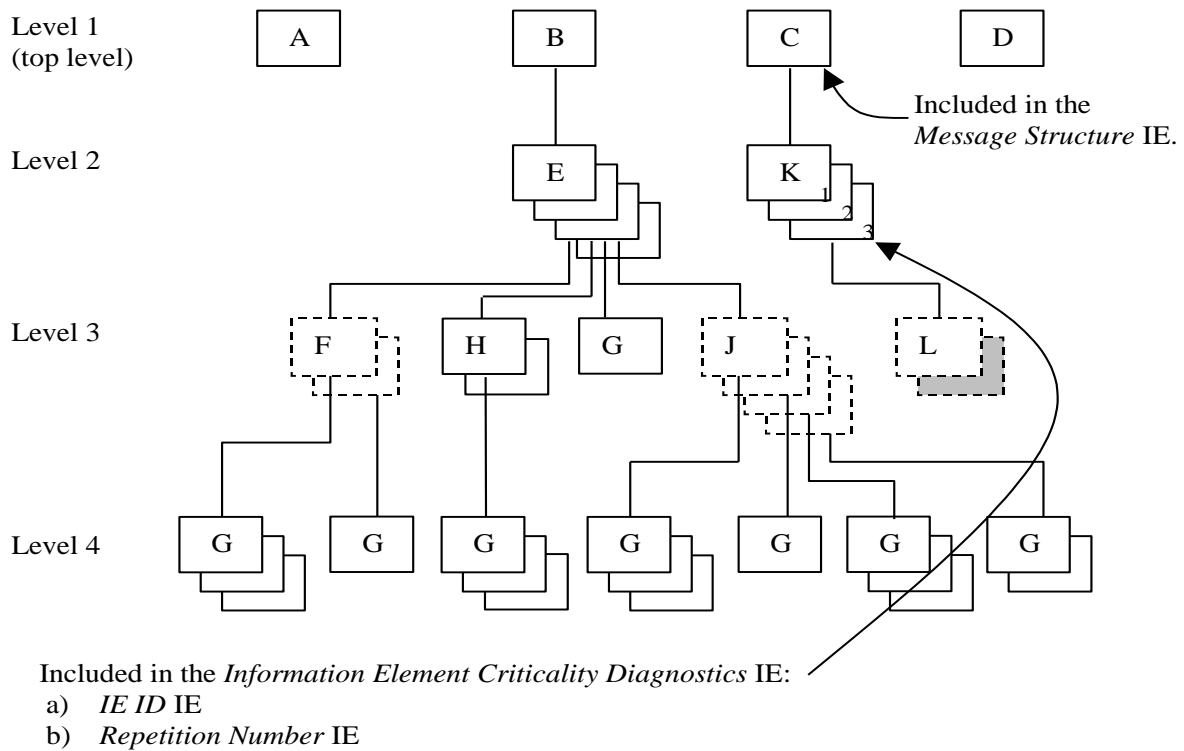 Level 1
(top level)
A
B
C
D
Included in the
Message Structure IE.
Level 2
E
K
1
2
3
Level 3
F
H
G
J
L
Level 4
G
G
G
G
G
G
G
Included in the Information Element Criticality Diagnostics IE:
a) IE ID IE
b) Repetition Number IE